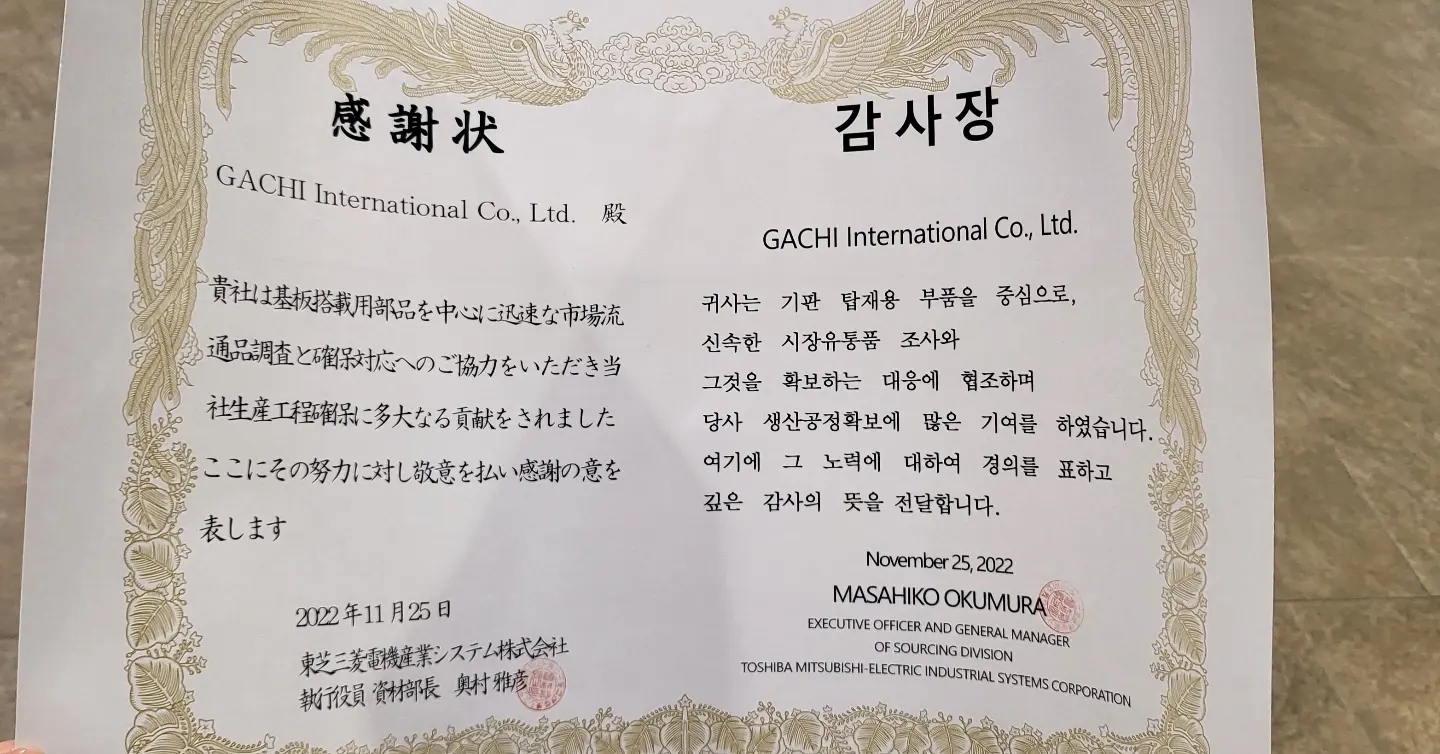 感謝状
GACHI International Co., Ltd. 殿
貴社は基板搭載用部品を中心に迅速な市場流
通品調査と確保対応へのご協力をいただき当
社生産工程確保に多大なる貢献をされました
ここにその努力に対し敬意を払い感謝の意を
表します
2022年11月25日
東芝三菱電機産業システム株式会社
執行役員 資材部長 奥村 雅彦
감사장
GACHI International Co., Ltd.
귀사는 기판 탑재용 부품을 중심으로,
신속한 시장유통품 조사와
그것을 확보하는 대응에 협조하며
당사 생산공정확보에 많은 기여를 하였습니다.
여기에 그 노력에 대하여 경의를 표하고
깊은 감사의 뜻을 전달합니다.
November 25, 2022
MASAHIKO OKUMURA
EXECUTIVE OFFICER AND GENERAL MANAGER
OF SOURCING DIVISION
TOSHIBA MITSUBISHI-ELECTRIC INDUSTRIAL SYSTEMS CORPORATION